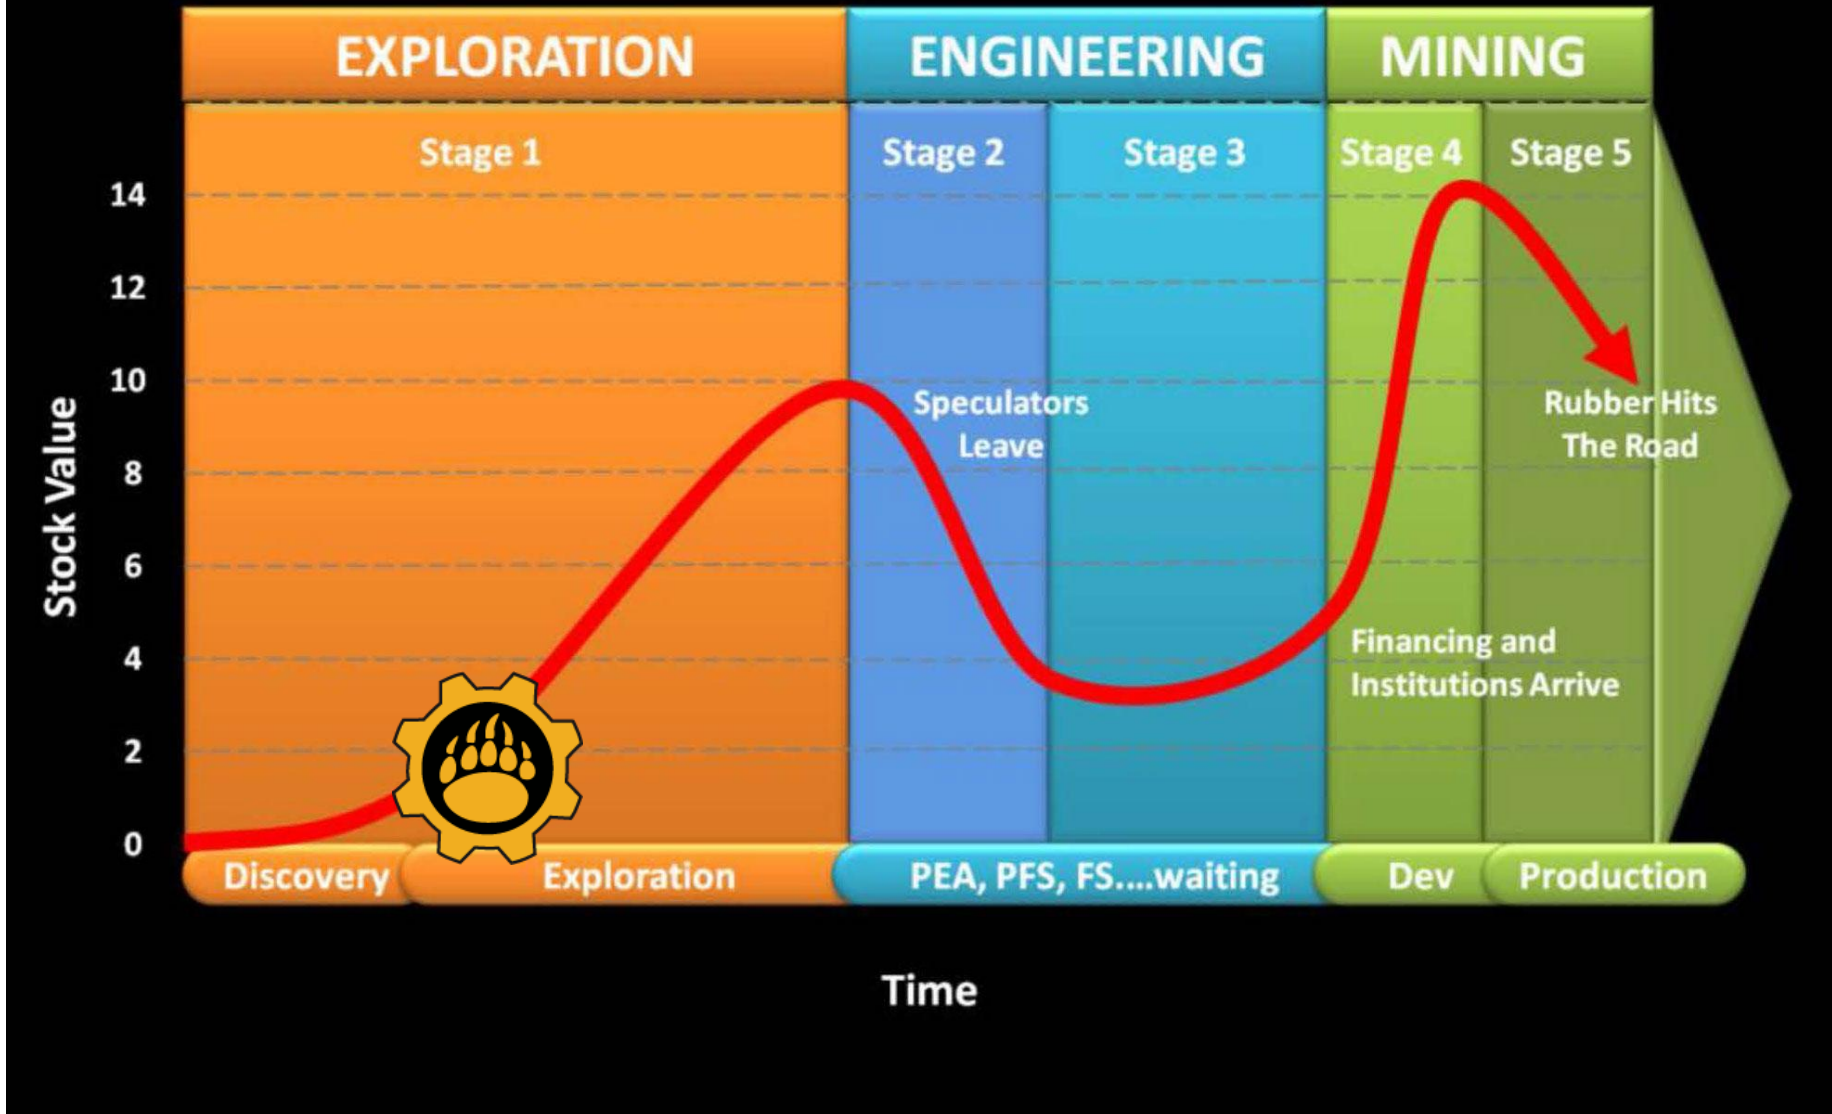 EXPLORATION
ENGINEERING
MINING
Stage 1
Stage 2
Stage 3
Stage 4
Stage 5
14
12
10
8
6
4
2
0
Stock Value
Speculators
Leave
Rubber Hits
The Road
Financing and
Institutions Arrive
Discovery
Exploration
PEA, PFS, FS....waiting
Dev
Production
Time